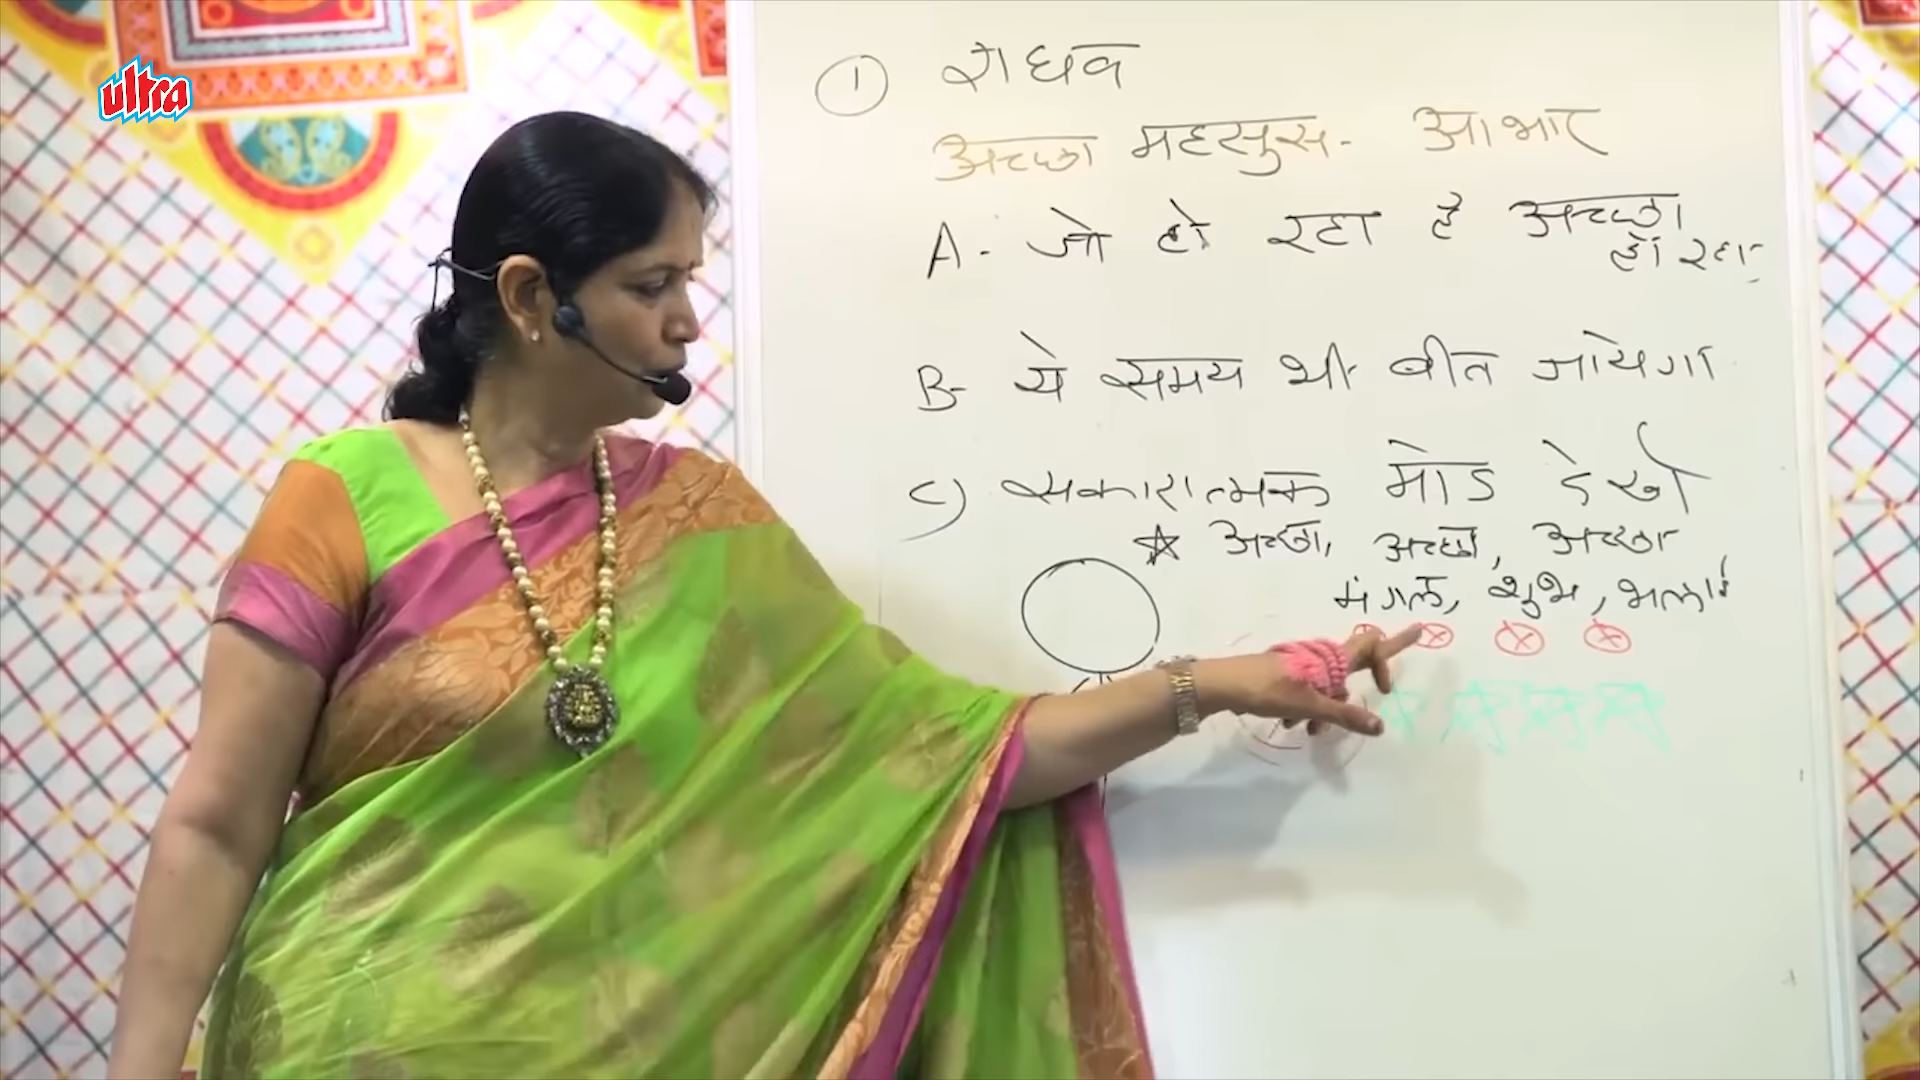 ultra
① राघव
अच्छा महसुस - आभार
A - जो हो रहा है अच्छा
हो रहा
B- ये समय भी बीत जायेगा
C) सकारात्मक मोड देखो
☆ अच्छा, अच्छा, अच्छा
मंगल, शुभ, भलाई